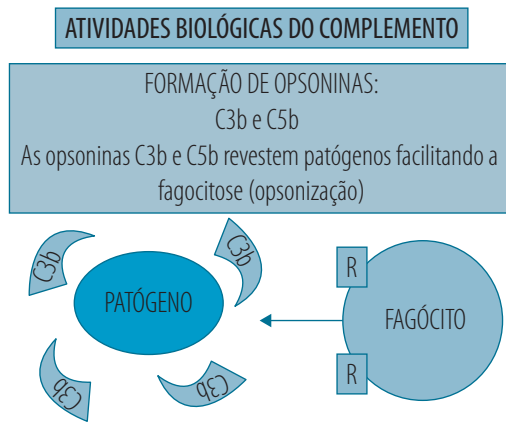 ATIVIDADES BIOLÓGICAS DO COMPLEMENTO
FORMAÇÃO DE OPSONINAS:
C3b e C5b
As opsoninas C3b e C5b revestem patógenos facilitando a
fagocitose (opsonização)
C3b
C3b
PATÓGENO
R
FAGÓCITO
R
C3b
C3b